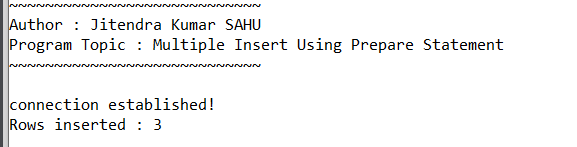 ~~~~~~~~~~~~~~~~~~~~~~~~~~~~
Author : Jitendra Kumar SAHU
Program Topic : Multiple Insert Using Prepare Statement
~~~~~~~~~~~~~~~~~~~~~~~~~~~~
connection established!
Rows inserted : 3